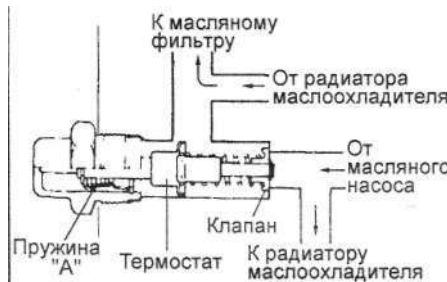 К масляному
фильтру
От радиатора
маслоохладителя
От
масляного
насоса
Клапан
Пружина
"А"
Термостат
К радиатору
маслоохладителя